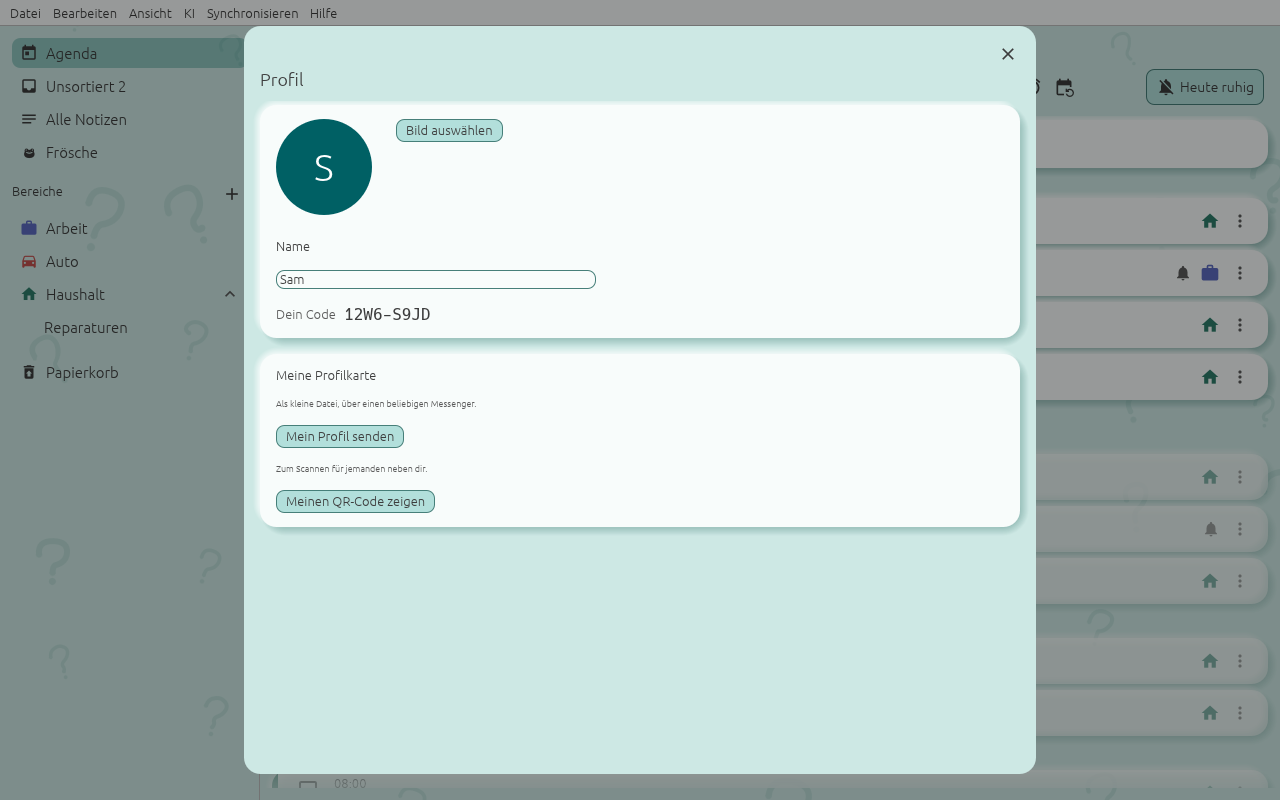 Datei Bearbeiten Ansicht KI Synchronisieren Hilfe
Agenda
Unsortiert 2
Alle Notizen
Frösche
Bereiche
Arbeit
Auto
Haushalt
Reparaturen
Papierkorb
Profil
S
Bild auswählen
Name
Sam
Dein Code 12W6-S9JD
Meine Profilkarte
Als kleine Datei, über einen beliebigen Messenger.
Mein Profil senden
Zum Scannen für jemanden neben dir.
Meinen QR-Code zeigen
Heute ruhig
08:00